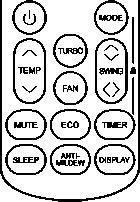 MODE
TURBO
TEMP
SWING
FAN
MUTE
ECO
TIMER
SLEEP
ANTI-
MILDEW
DISPLAY